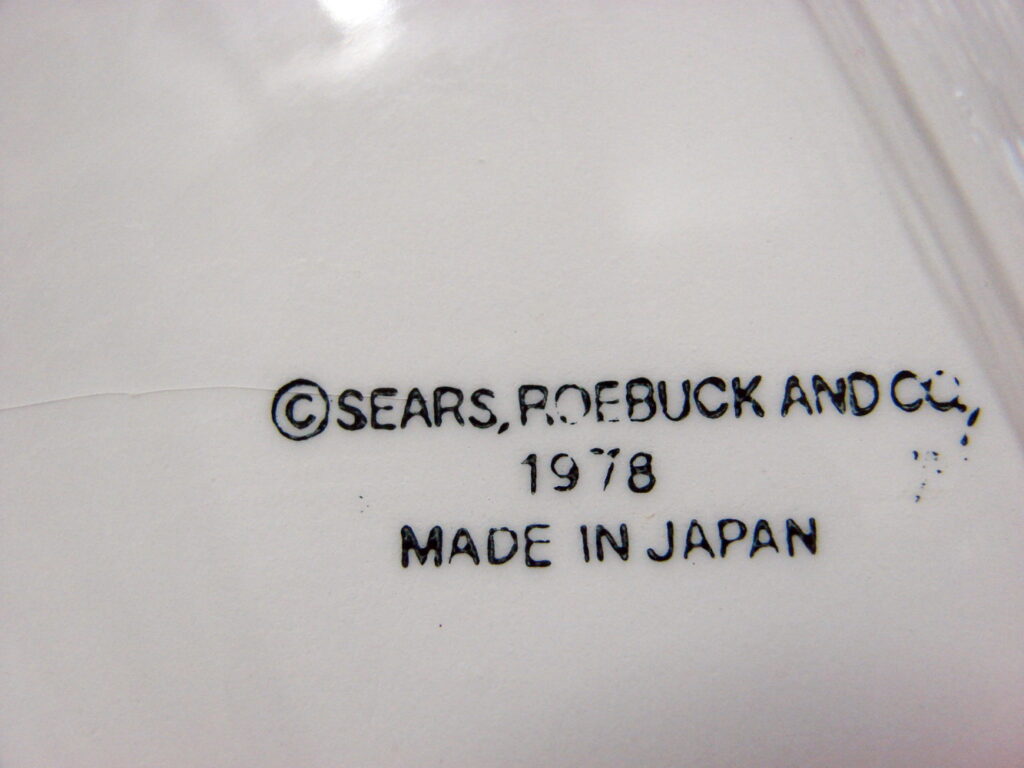 ©SEARS, ROEBUCK AND CO,
1978
MADE IN JAPAN